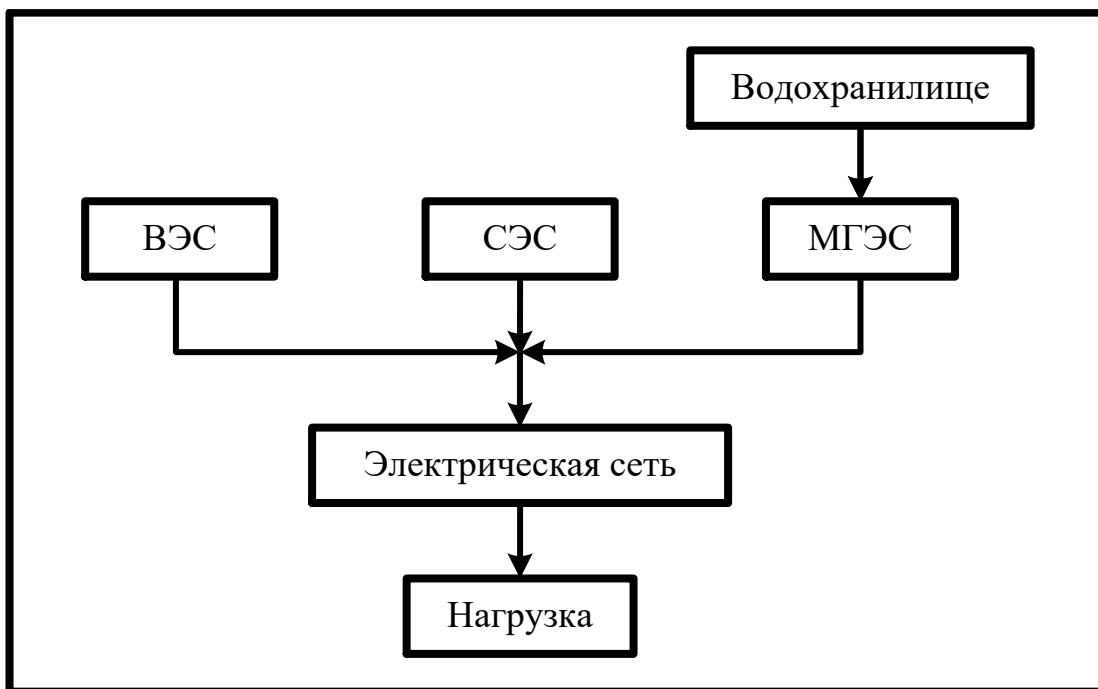 Водохранилище
ВЭС
СЭС
МГЭС
Электрическая сеть
Нагрузка